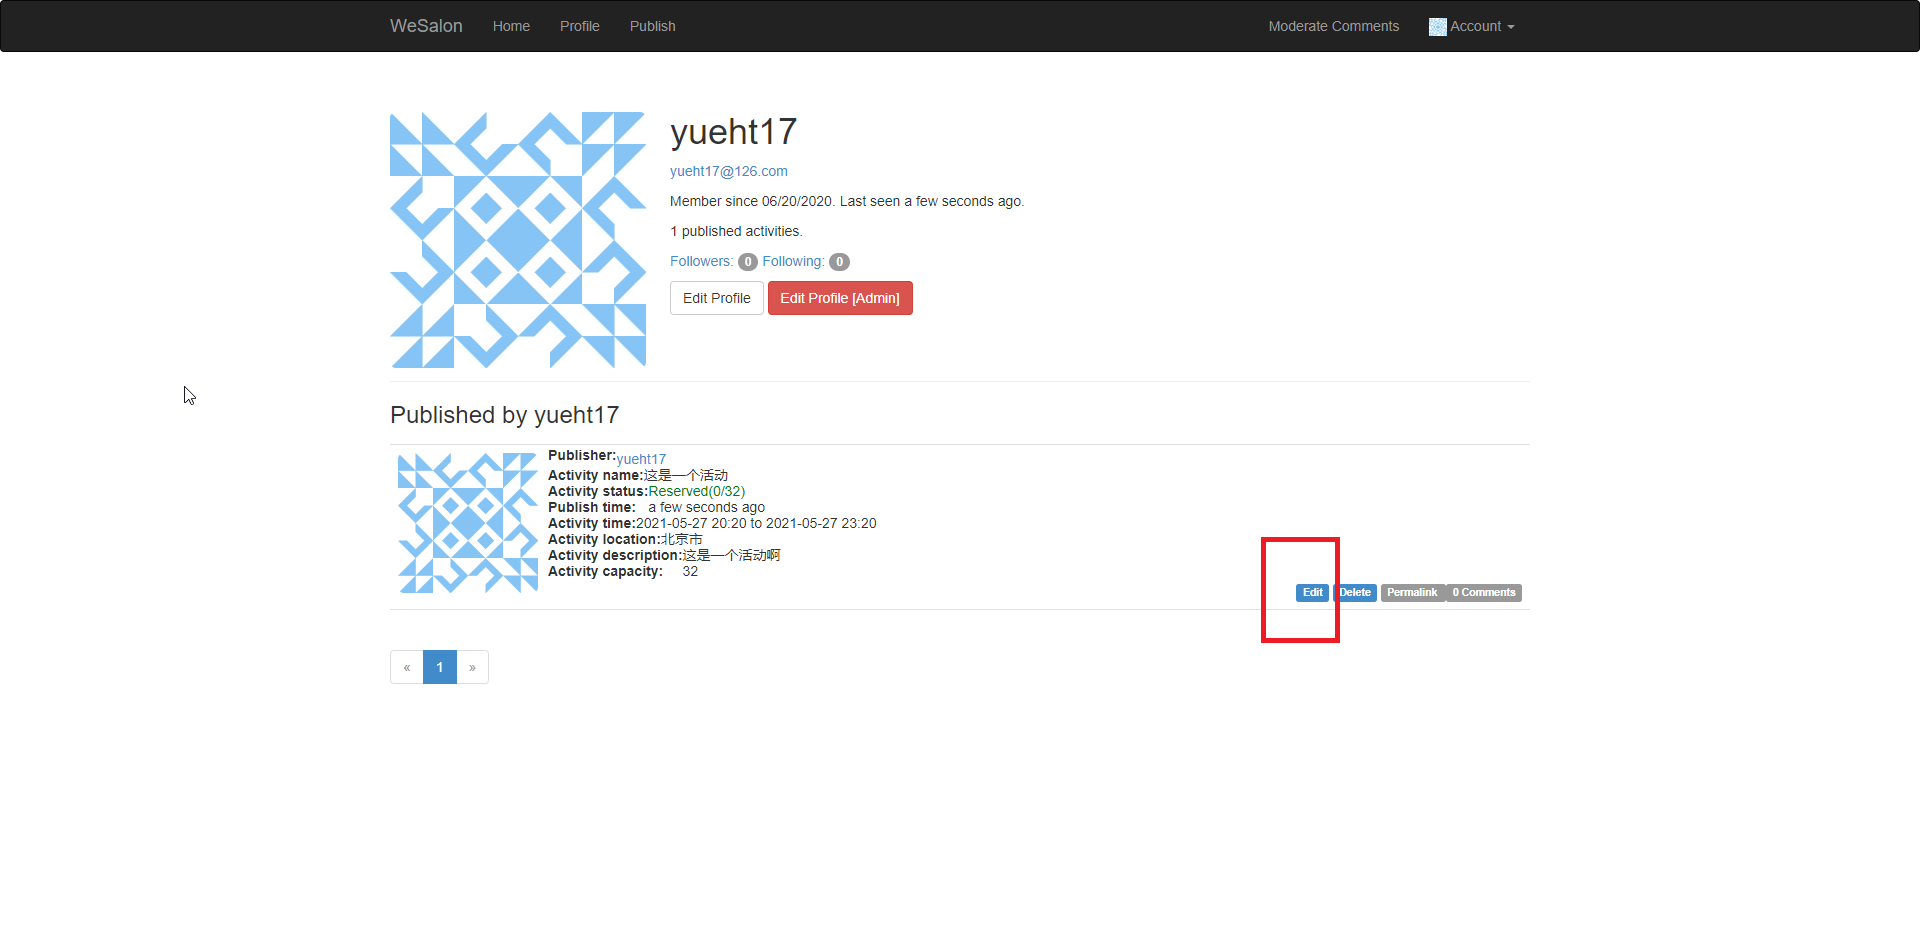 WeSalon Home Profile Publish Moderate Comments Account
yueht17
yueht17@126.com
Member since 06/20/2020. Last seen a few seconds ago.
1 published activities.
Followers: 0 Following: 0
Edit Profile Edit Profile [Admin]
Published by yueht17
Publisher:yueht17
Activity name:这是一个活动
Activity status:Reserved(0/32)
Publish time: a few seconds ago
Activity time:2021-05-27 20:20 to 2021-05-27 23:20
Activity location:北京市
Activity description:这是一个活动啊
Activity capacity: 32
Edit Delete Permalink 0 Comments
« 1 »